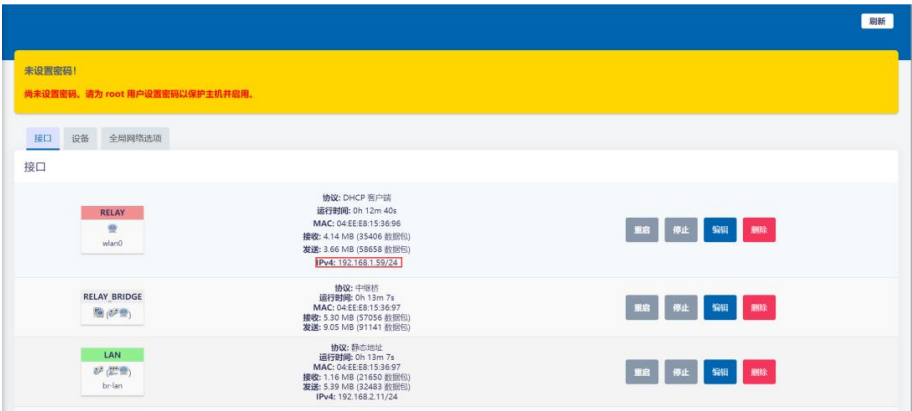 刷新
未设置密码！
尚未设置密码。请为 root 用户设置密码以保护主机并启用。
接口
设备
全局网络选项
接口
RELAY
wlan0
协议: DHCP 客户端
运行时间: 0h 12m 40s
MAC: 04:EE:E8:15:36:96
接收: 4.14 MB (35406 数据包)
发送: 3.66 MB (58658 数据包)
IPv4: 192.168.1.59/24
重启
停止
编辑
删除
RELAY_BRIDGE
协议: 中继桥
运行时间: 0h 13m 7s
MAC: 04:EE:E8:15:36:97
接收: 5.30 MB (57056 数据包)
发送: 9.05 MB (91141 数据包)
重启
停止
编辑
删除
LAN
br-lan
协议: 静态地址
运行时间: 0h 13m 7s
MAC: 04:EE:E8:15:36:97
接收: 1.16 MB (21650 数据包)
发送: 5.39 MB (32483 数据包)
IPv4: 192.168.2.11/24
重启
停止
编辑
删除